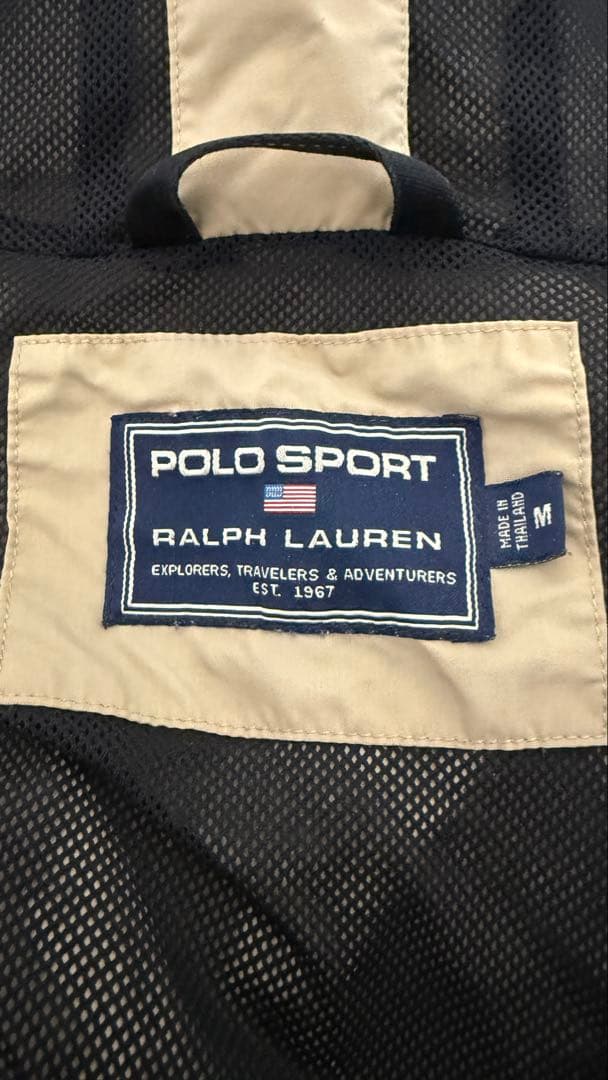 POLO SPORT
RALPH LAUREN
EXPLORERS, TRAVELERS & ADVENTURERS
EST. 1967
MADE IN
THAILAND
M